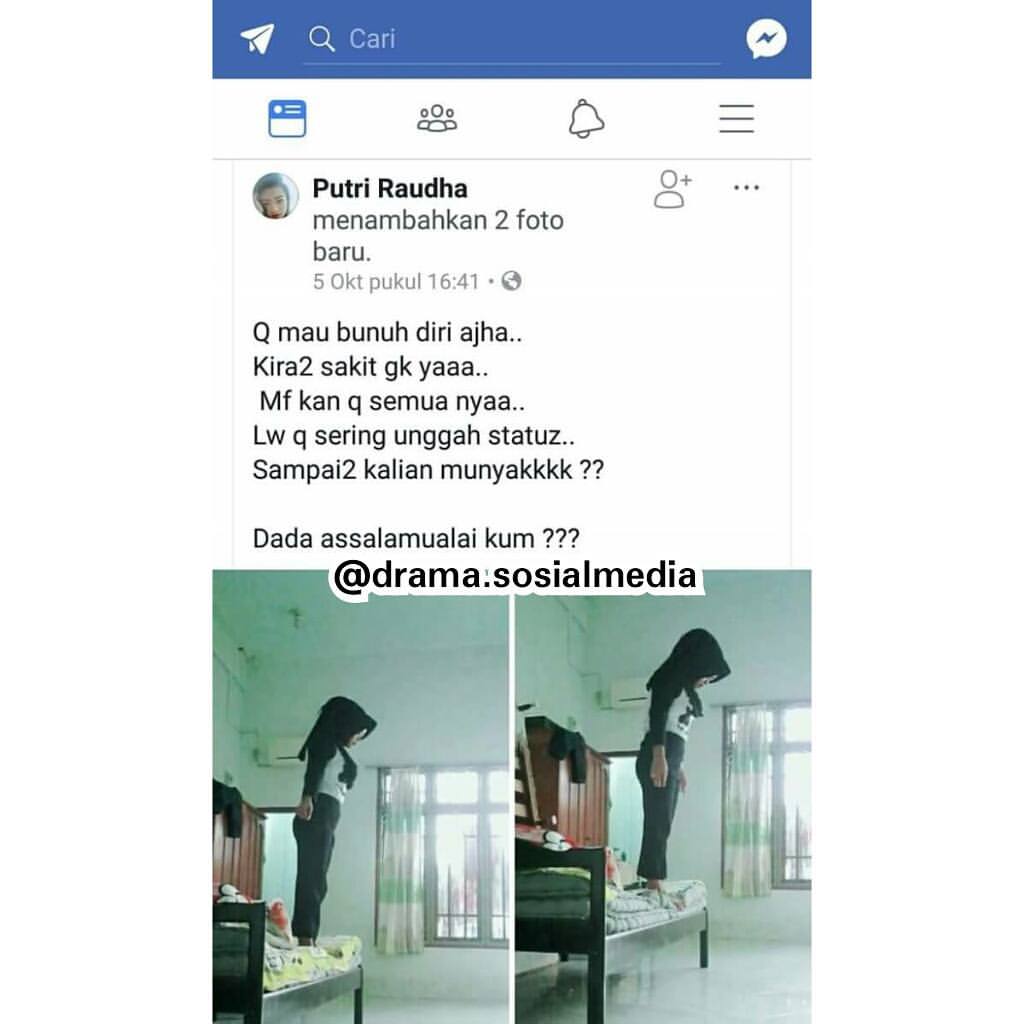 Cari
Putri Raudha
menambahkan 2 foto
baru.
5 Okt pukul 16:41 •
Q mau bunuh diri ajha..
Kira2 sakit gk yaaa..
Mf kan q semua nyaa..
Lw q sering unggah statuz..
Sampai2 kalian munyakkkk ??
Dada assalamualai kum ???
@drama.sosialmedia